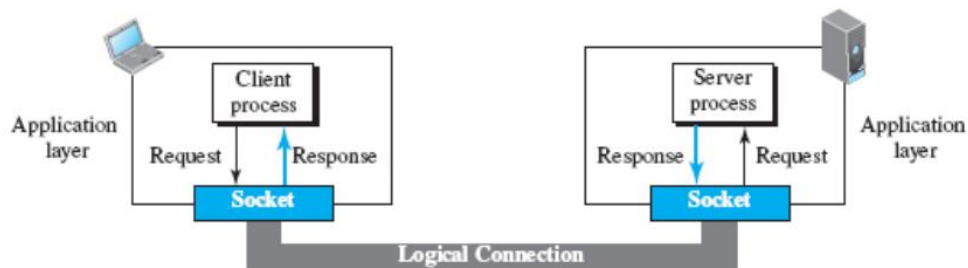 Client
process
Application
layer
Request
Response
Socket
Server
process
Application
layer
Response
Request
Socket
Logical Connection